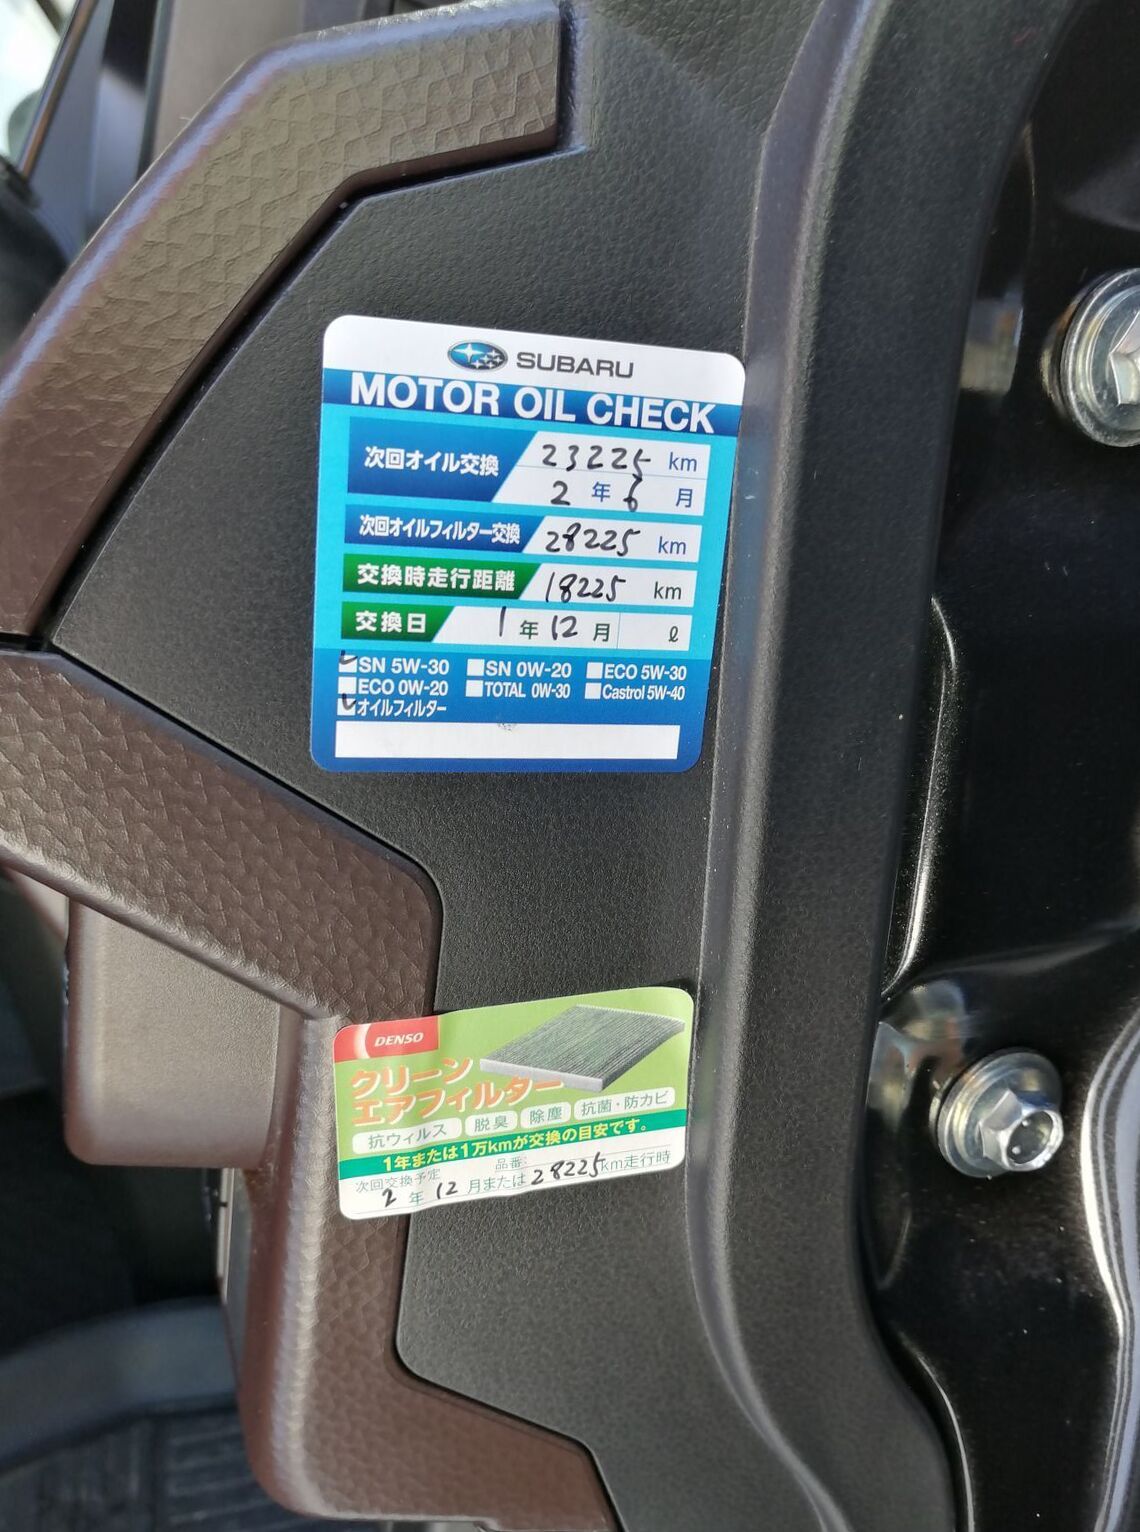 SUBARU
MOTOR OIL CHECK
次回オイル交換 23225 km
2 年 6 月
次回オイルフィルター交換 28225 km
交換時走行距離 18225 km
交換日 1 年 12 月 ℓ
SN 5W-30 SN 0W-20 ECO 5W-30
ECO 0W-20 TOTAL 0W-30 Castrol 5W-40
オイルフィルター
DENSO
クリーン
エアフィルター
抗ウィルス 脱臭 除塵 抗菌・防カビ
1年または1万kmが交換の目安です。
次回交換予定 品番:
2 年 12 月または 28225km走行時